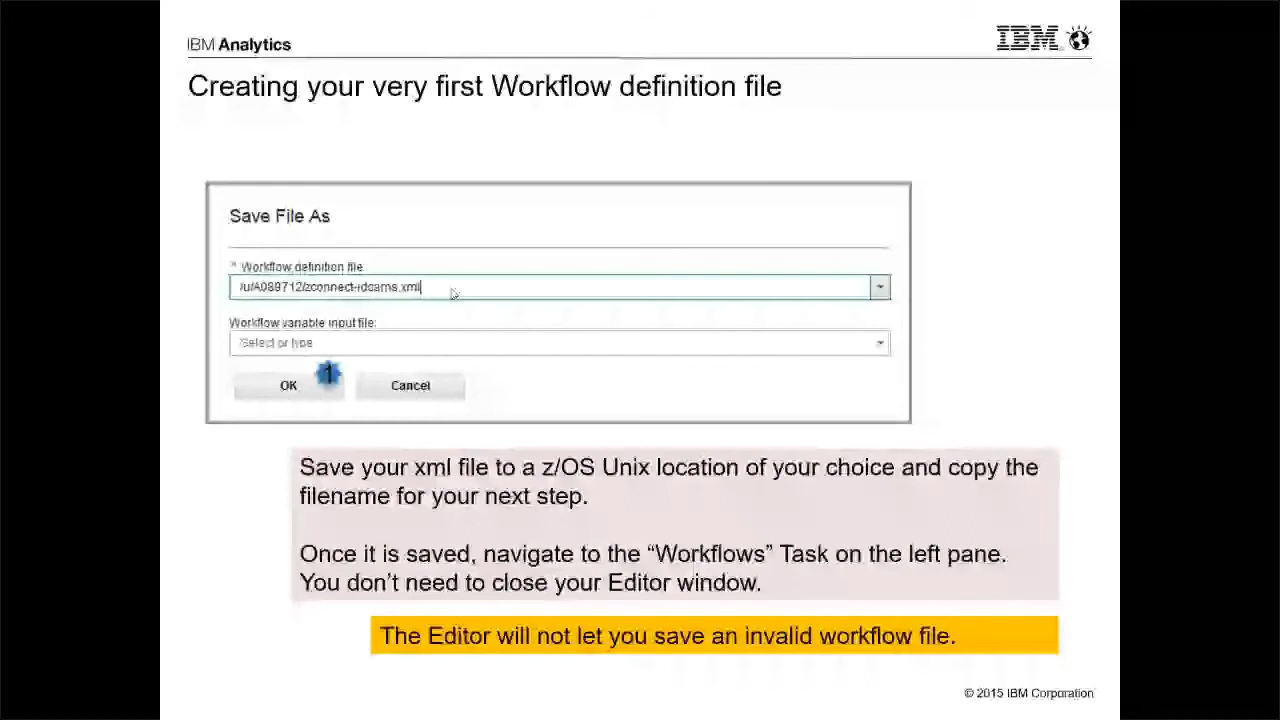 IBM Analytics
IBM
Creating your very first Workflow definition file
Save File As
* Workflow definition file
/u/A089712/zconnect-idcams.xml
Workflow variable input file:
Select or type
1
OK
Cancel
Save your xml file to a z/OS Unix location of your choice and copy the
filename for your next step.
Once it is saved, navigate to the “Workflows” Task on the left pane.
You don’t need to close your Editor window.
The Editor will not let you save an invalid workflow file.
© 2015 IBM Corporation